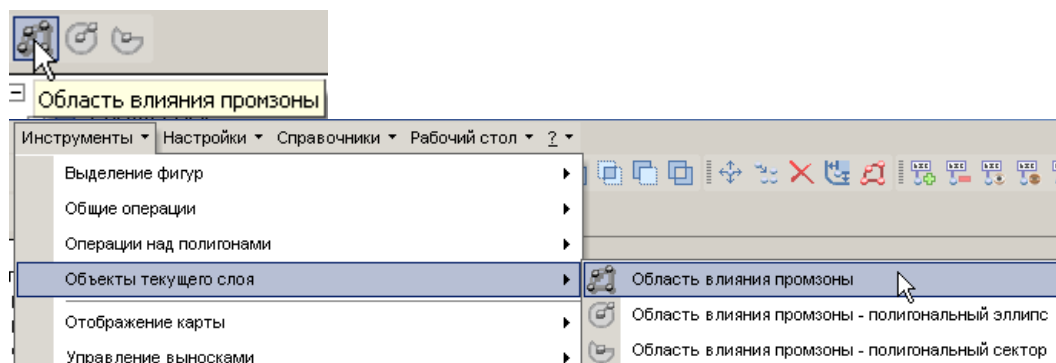 Область влияния промзоны
Инструменты Настройки Справочники Рабочий стол ?
Выделение фигур
Общие операции
Операции над полигонами
Объекты текущего слоя
Область влияния промзоны
Отображение карты
Область влияния промзоны - полигональный эллипс
Управление выносками
Область влияния промзоны - полигональный сектор